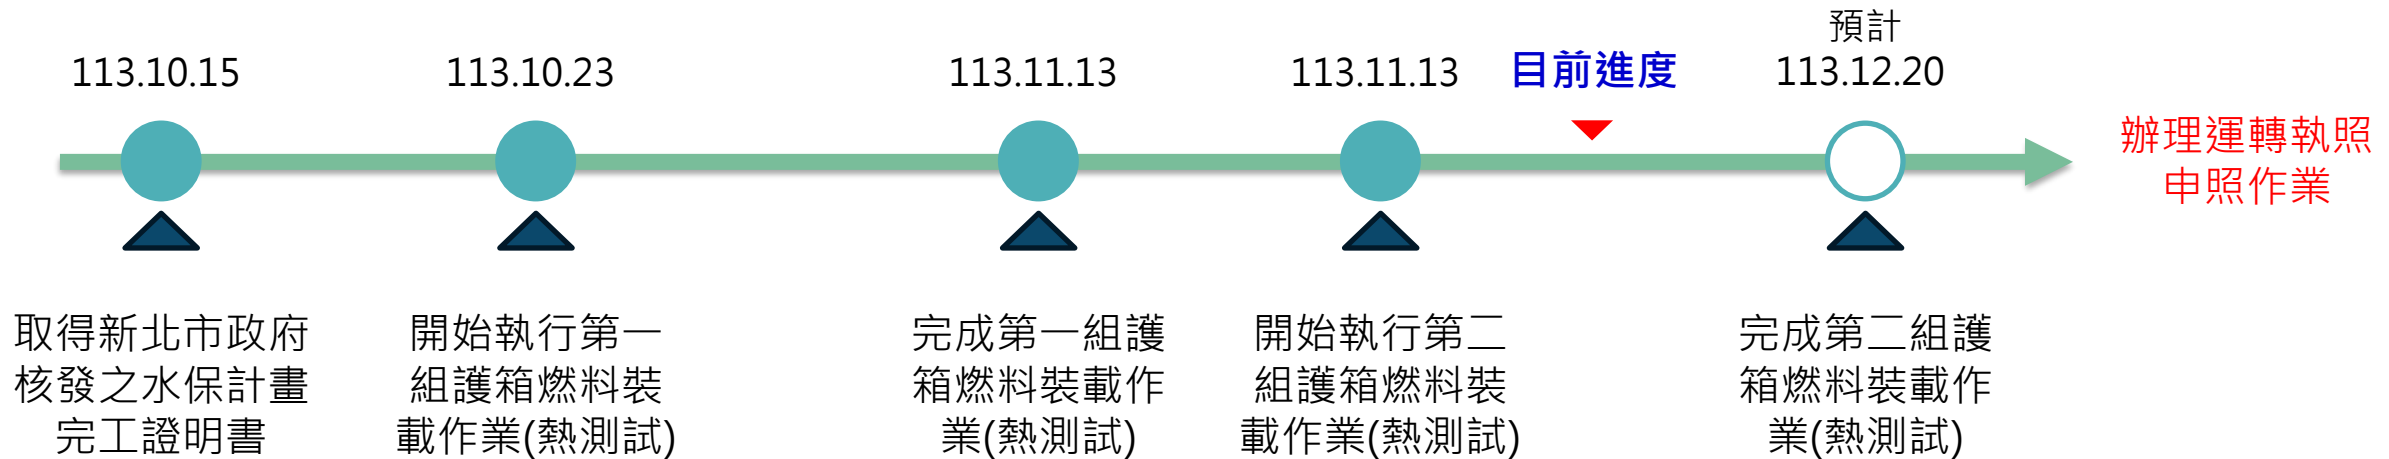 113.10.15
取得新北市政府
核發之水保計畫
完工證明書
113.10.23
開始執行第一
組護箱燃料裝
載作業(熱測試)
113.11.13
完成第一組護
箱燃料裝載作
業(熱測試)
113.11.13
開始執行第二
組護箱燃料裝
載作業(熱測試)
目前進度
預計
113.12.20
完成第二組護
箱燃料裝載作
業(熱測試)
辦理運轉執照
申照作業